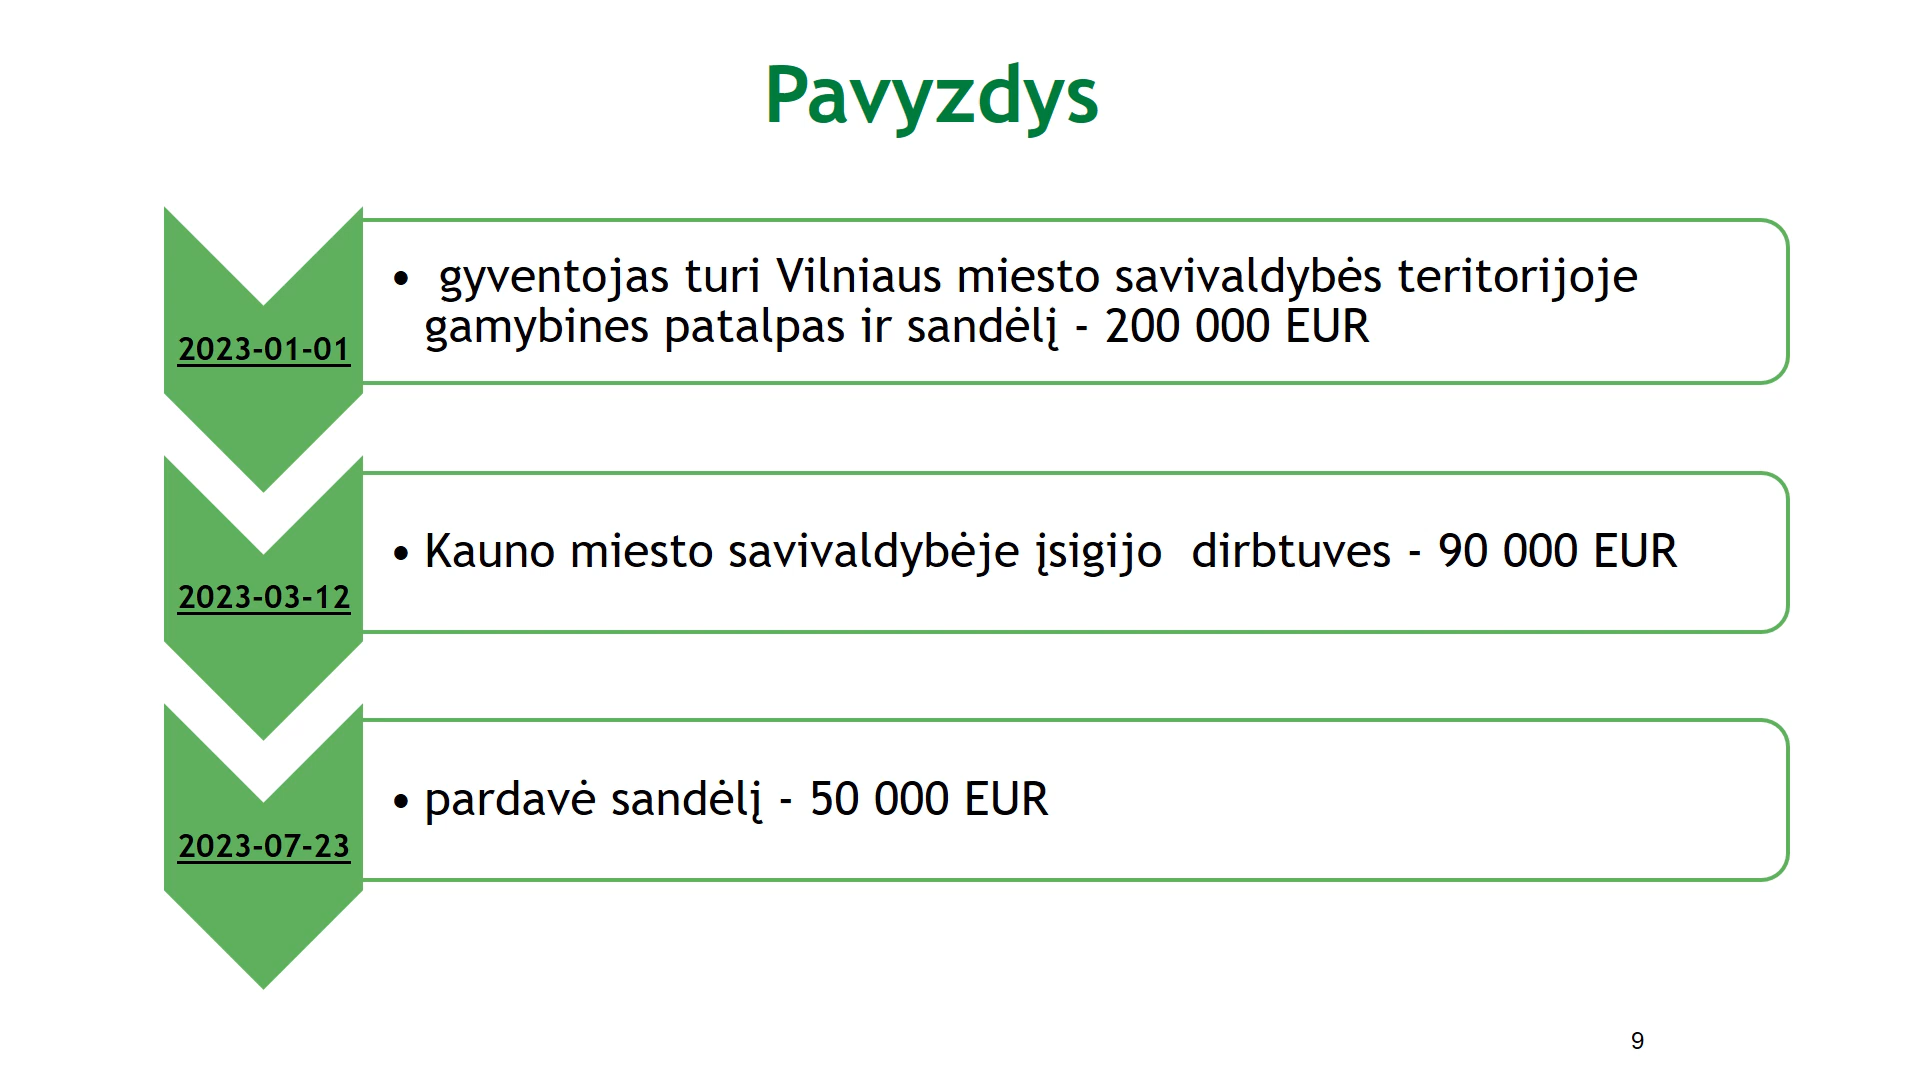 Pavyzdys
2023-01-01
• gyventojas turi Vilniaus miesto savivaldybės teritorijoje
gamybines patalpas ir sandėlį - 200 000 EUR
2023-03-12
• Kauno miesto savivaldybėje įsigijo  dirbtuves - 90 000 EUR
2023-07-23
• pardavė sandėlį - 50 000 EUR
9